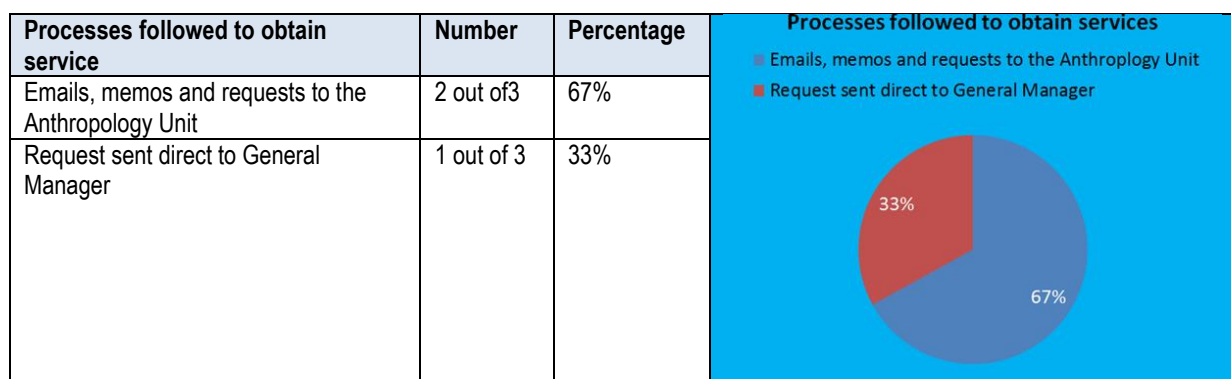 Processes followed to obtain
service
Number
Percentage
Emails, memos and requests to the
Anthropology Unit
2 out of3
67%
Request sent direct to General
Manager
1 out of 3
33%
Processes followed to obtain services
Emails, memos and requests to the Anthroplogy Unit
Request sent direct to General Manager
33%
67%